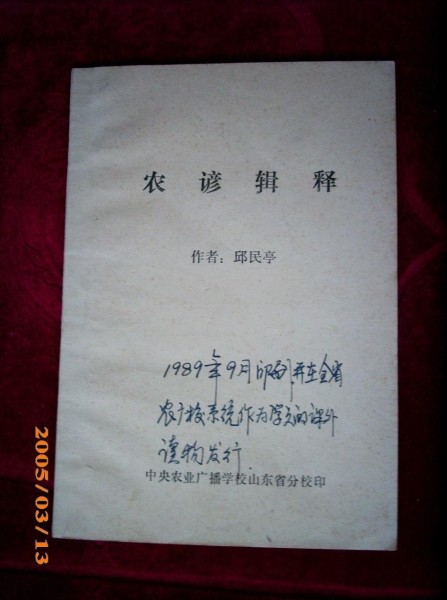 农谚辑释
作者：邱民亭
1989年9月印刷，并在全省
农广校系统作为学员的课外
读物发行.
中央农业广播学校山东省分校印
2005/03/13